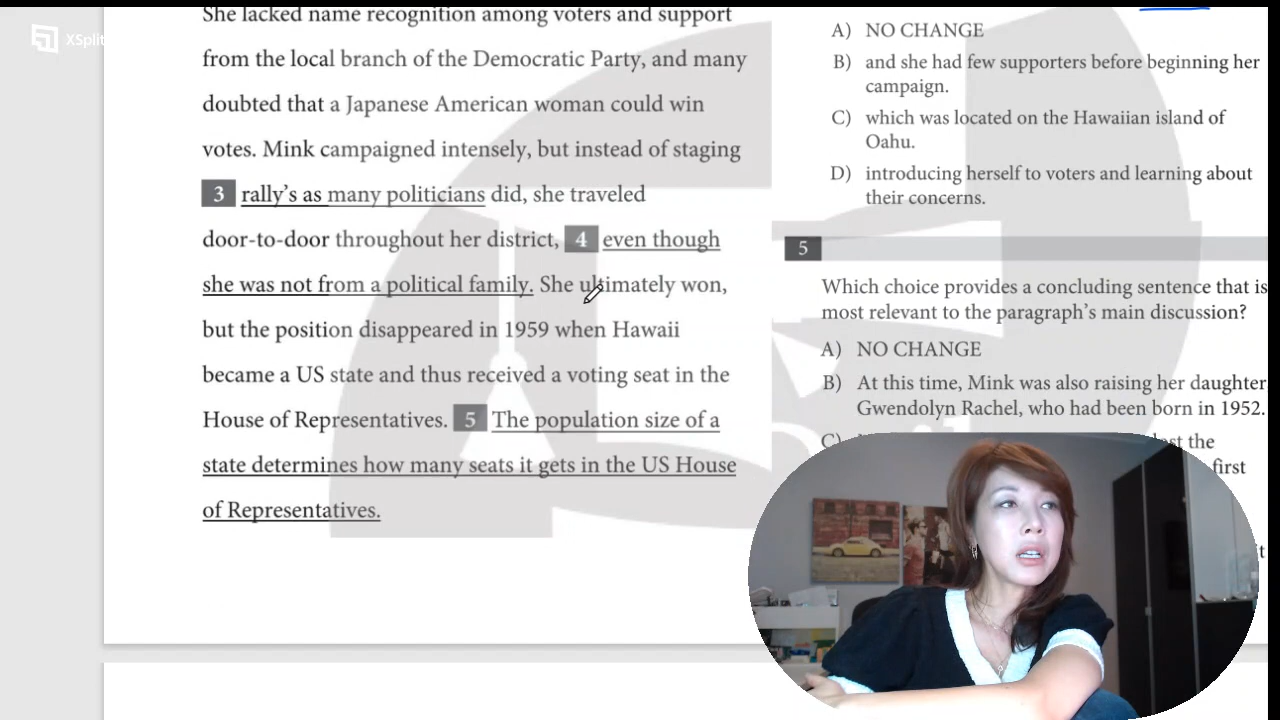 XSplit
She lacked name recognition among voters and support
from the local branch of the Democratic Party, and many
doubted that a Japanese American woman could win
votes. Mink campaigned intensely, but instead of staging
3 rally's as many politicians did, she traveled
door-to-door throughout her district, 4 even though
she was not from a political family. She ultimately won,
but the position disappeared in 1959 when Hawaii
became a US state and thus received a voting seat in the
House of Representatives. 5 The population size of a
state determines how many seats it gets in the US House
of Representatives.
A) NO CHANGE
B) and she had few supporters before beginning her
campaign.
C) which was located on the Hawaiian island of
Oahu.
D) introducing herself to voters and learning about
their concerns.
5
Which choice provides a concluding sentence that is
most relevant to the paragraph's main discussion?
A) NO CHANGE
B) At this time, Mink was also raising her daughter
Gwendolyn Rachel, who had been born in 1952.
C) the
first